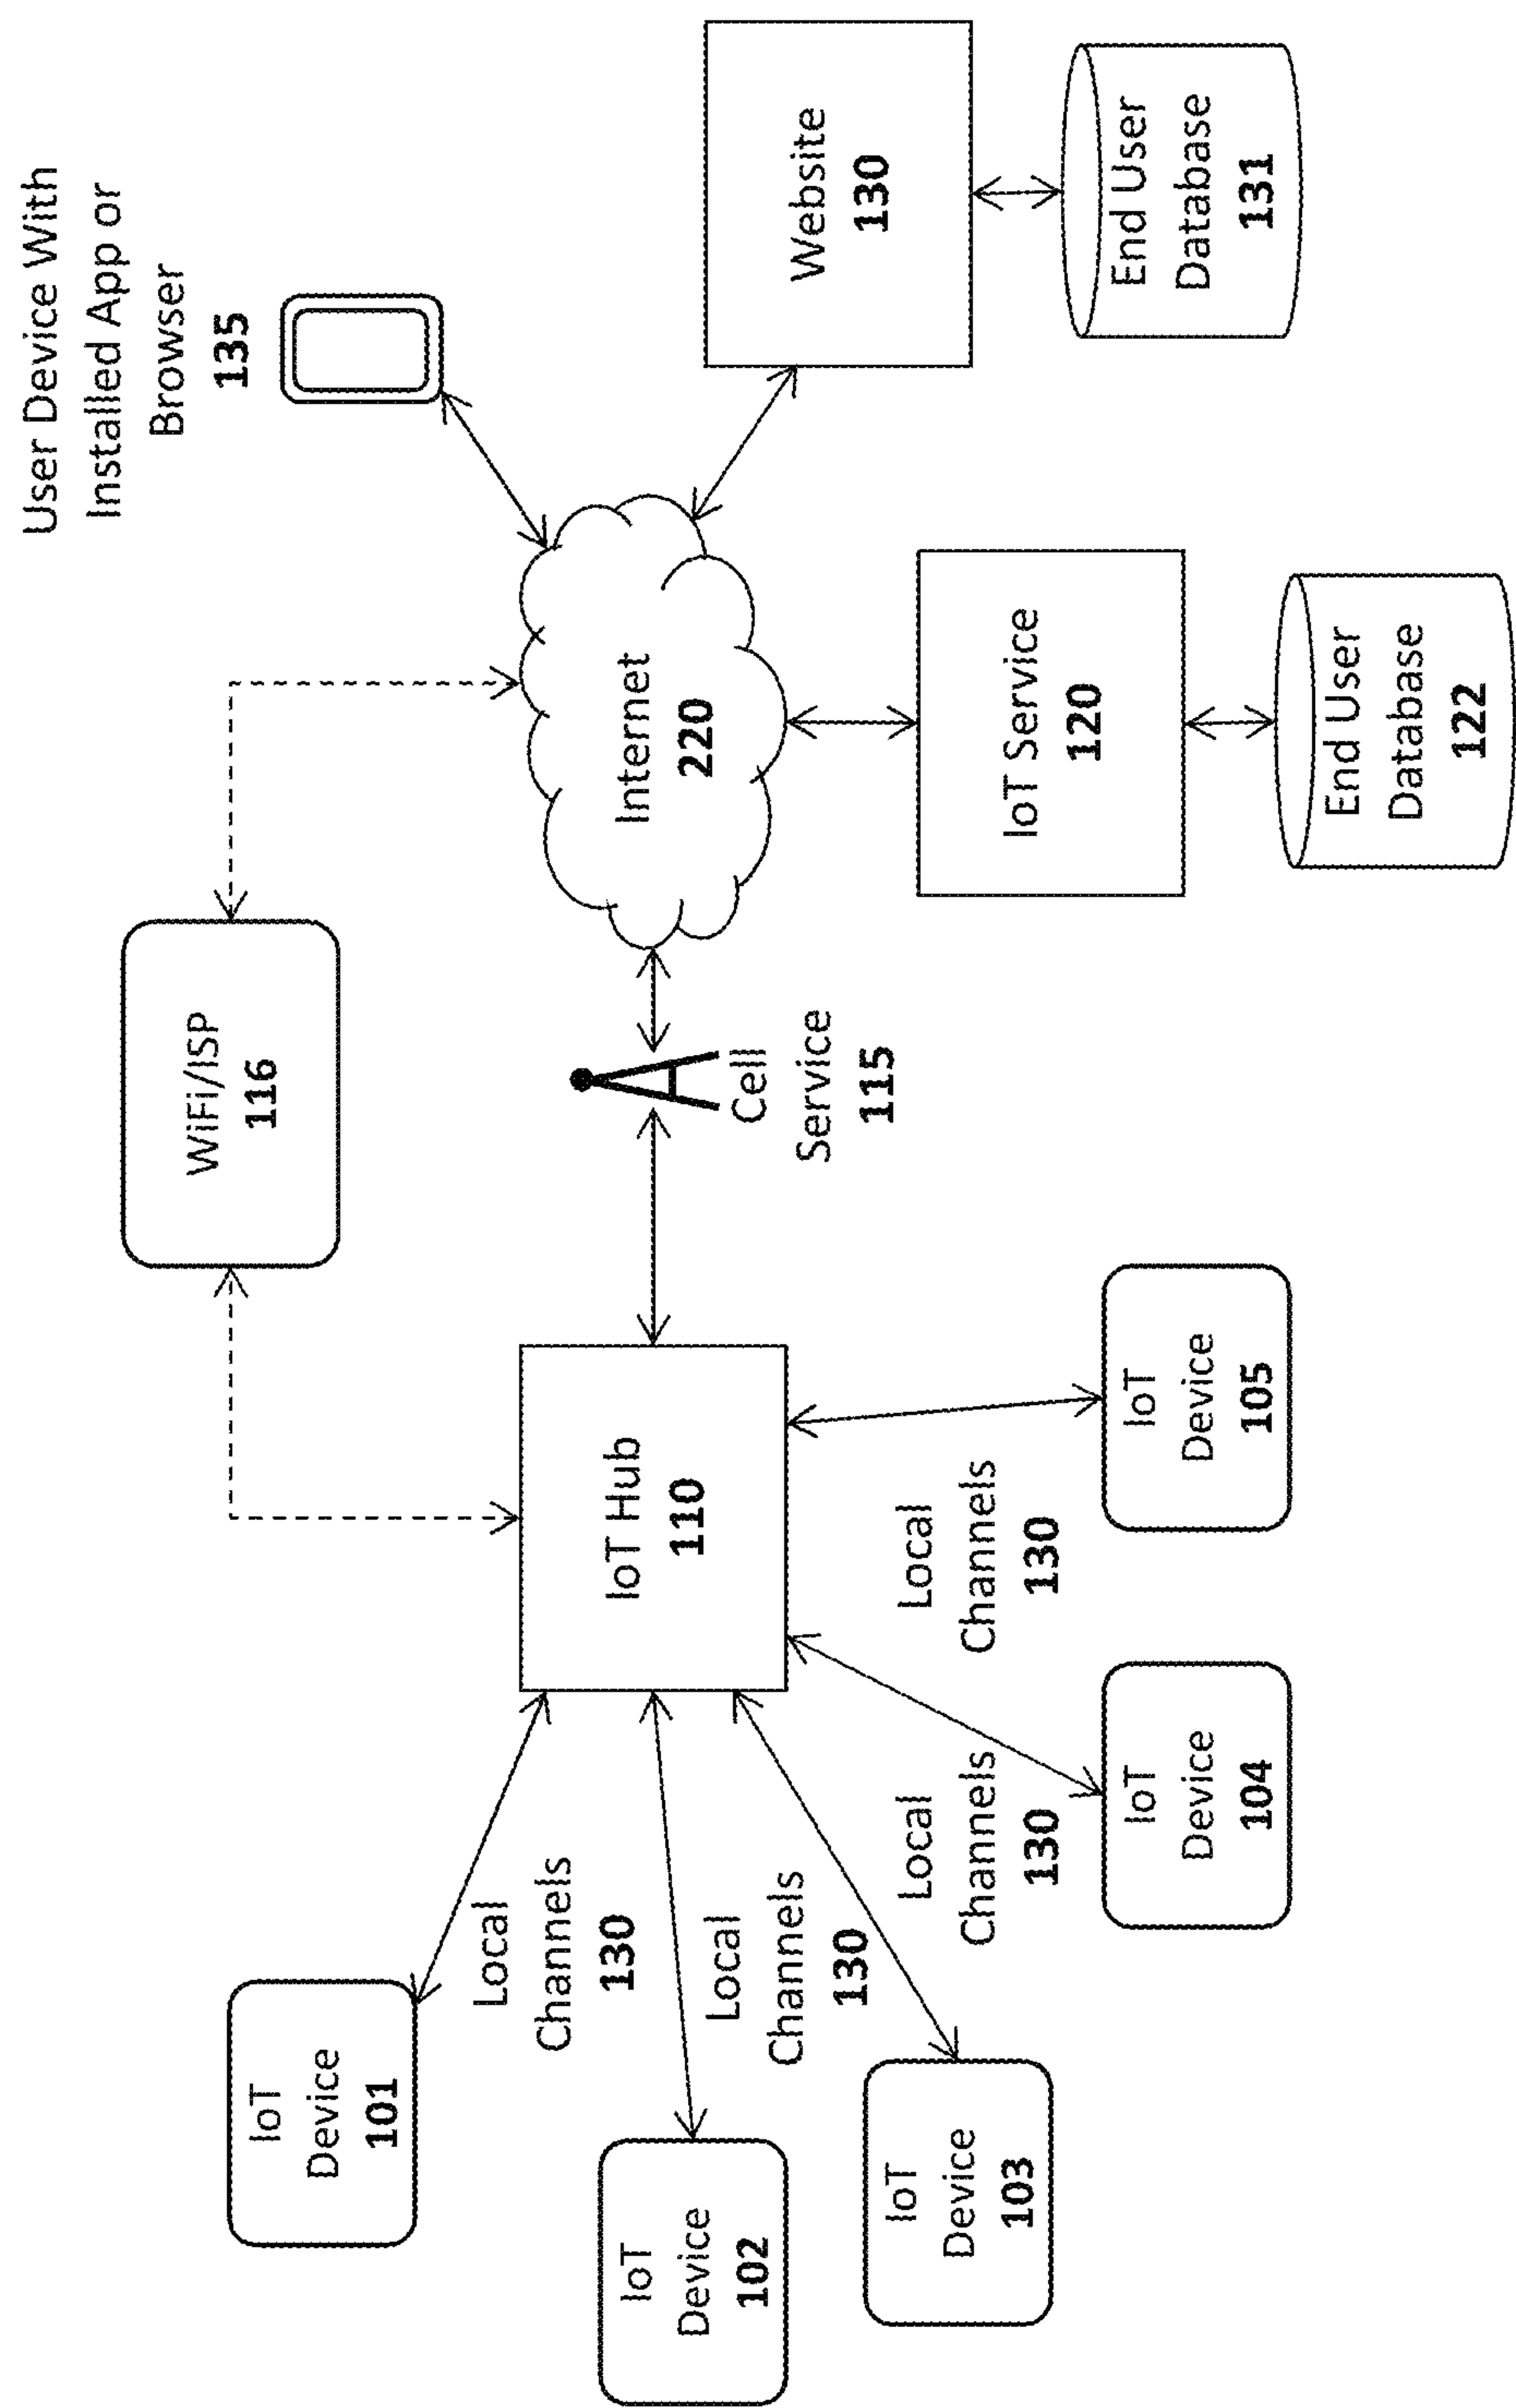 User Device With
Installed App or
Browser
135
WiFi/ISP
116
Internet
220
Website
130
End User
Database
131
Cell
Service
115
IoT Service
120
End User
Database
122
IoT Hub
110
IoT
Device
101
Local
Channels
130
IoT
Device
102
Local
Channels
130
IoT
Device
103
Local
Channels
130
IoT
Device
104
Local
Channels
130
IoT
Device
105